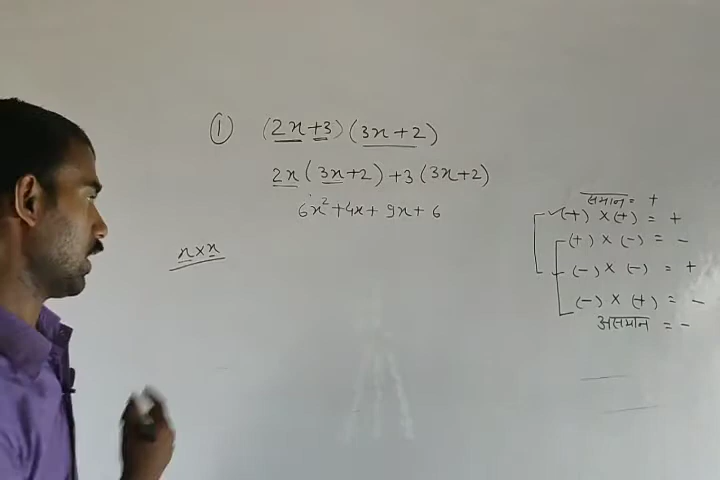 ① (2x+3)(3x+2)
2x(3x+2)+3(3x+2)
6x²+4x+9x+6
x×x
समान = +
✓(+) × (+) = +
(+) × (-) = -
(-) × (-) = +
(-) × (+) = -
असमान = -